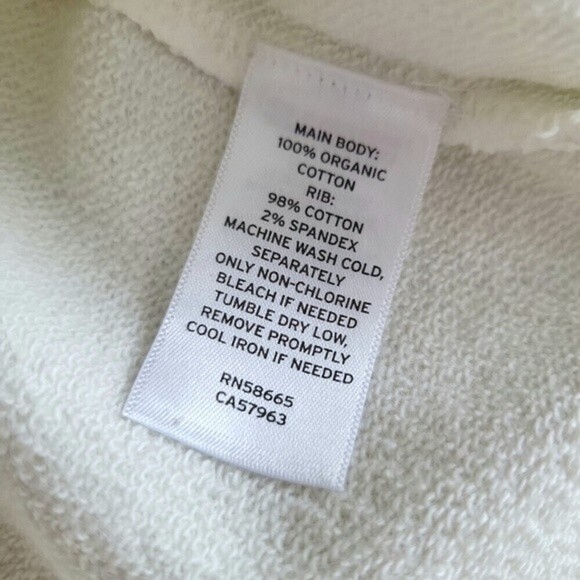 MAIN BODY:
100% ORGANIC
COTTON
RIB:
98% COTTON
2% SPANDEX
MACHINE WASH COLD,
SEPARATELY
ONLY NON-CHLORINE
BLEACH IF NEEDED
TUMBLE DRY LOW,
REMOVE PROMPTLY
COOL IRON IF NEEDED
RN58665
CA57963